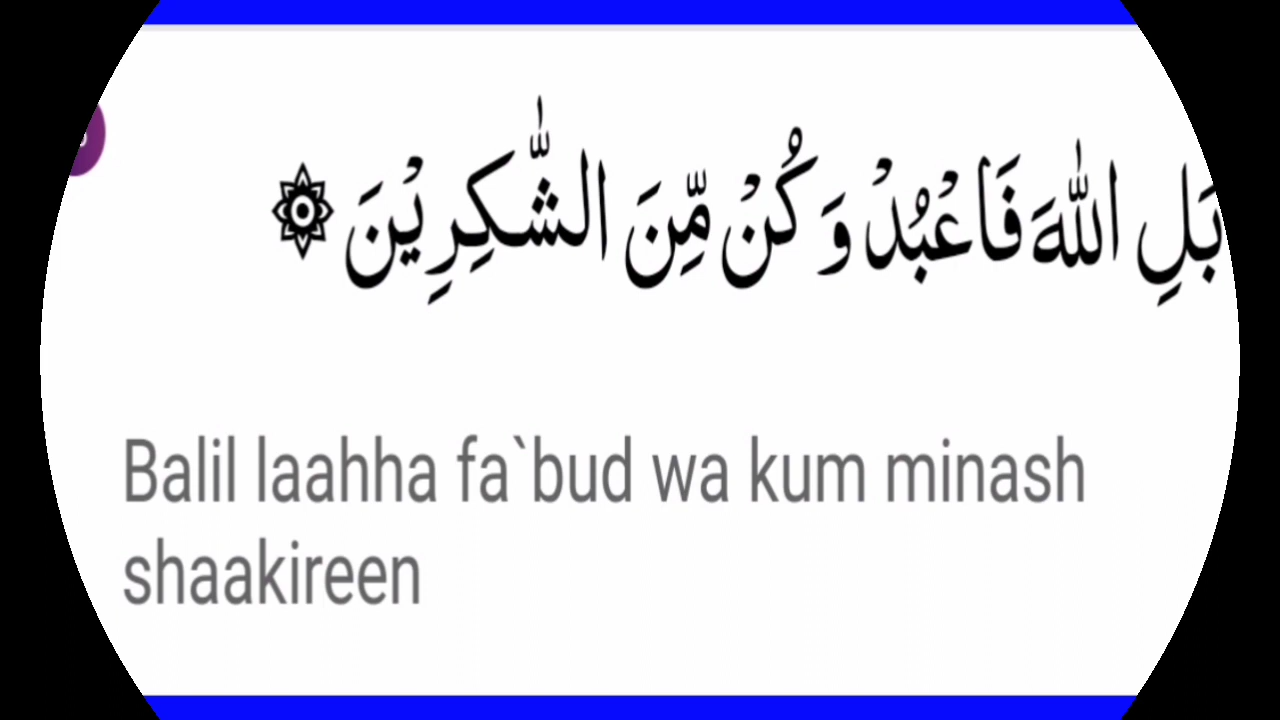 بَلِ اللّٰهَ فَاعْبُدْ وَ كُنْ مِّنَ الشّٰكِرِيْنَ ۞
Balil laahha fa`bud wa kum minash
shaakireen